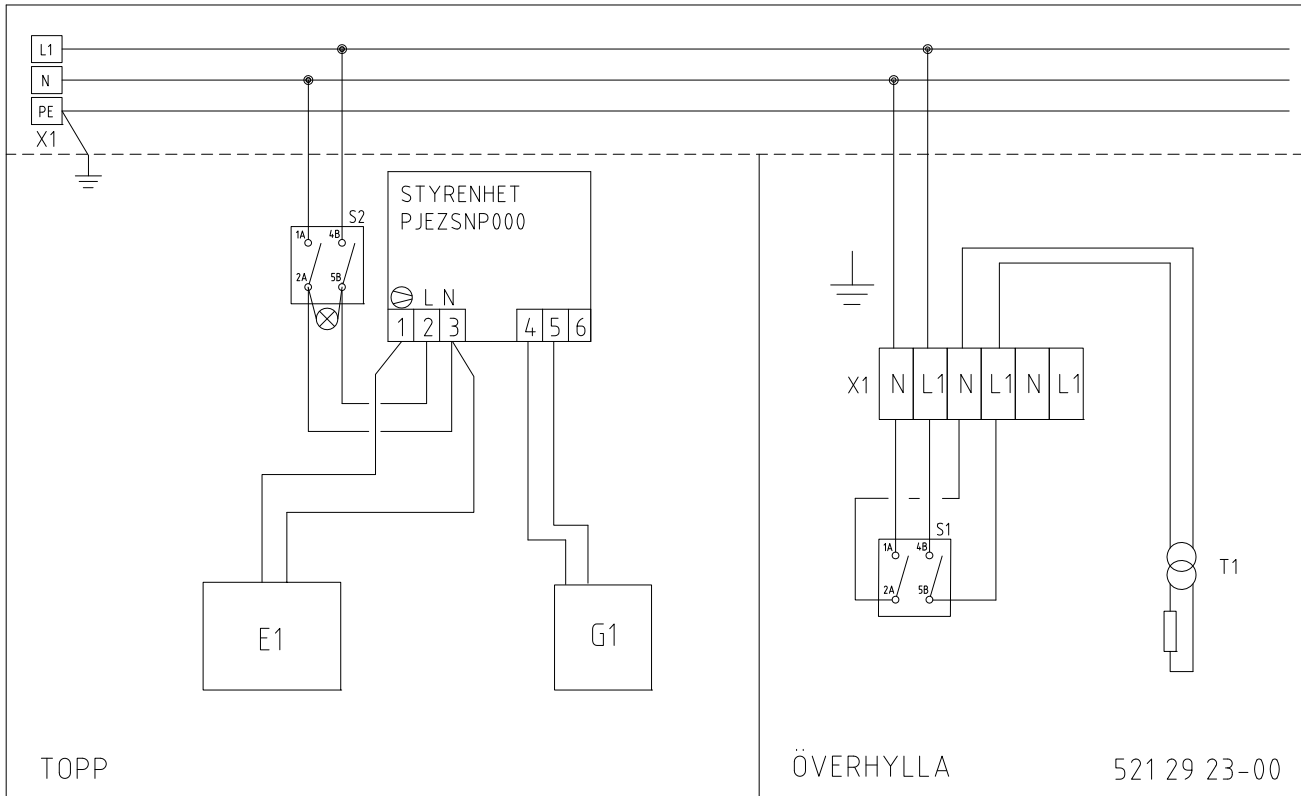 L1
N
PE
X1
STYRENHET
PJEZSNP000
S2
1A 4B
2A 5B
L N
1 2 3 4 5 6
X1 N L1 N L1 N L1
S1
1A 4B
2A 5B
T1
E1
G1
TOPP
ÖVERHYLLA
521 29 23-00